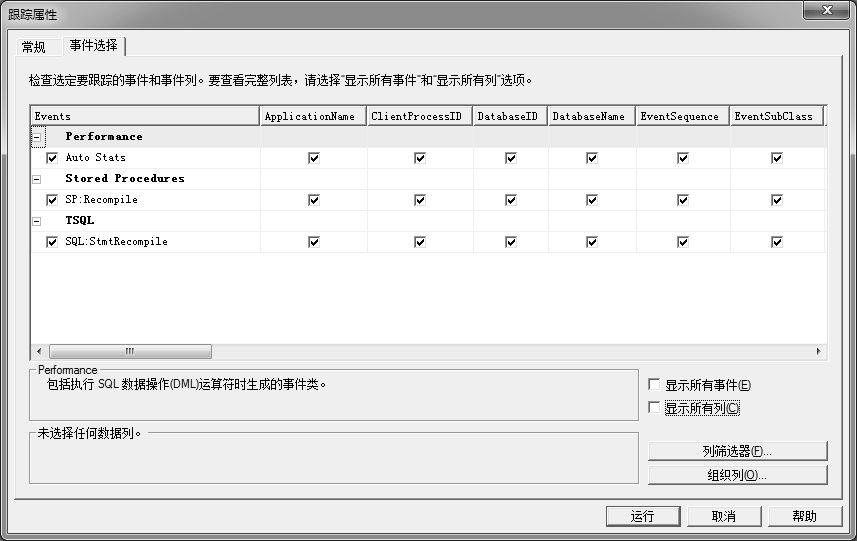 跟踪属性
常规
事件选择
检查选定要跟踪的事件和事件列。要查看完整列表，请选择"显示所有事件"和"显示所有列"选项。
Events ApplicationName ClientProcessID DatabaseID DatabaseName EventSequence EventSubClass
Performance
Auto Stats
Stored Procedures
SP:Recompile
TSQL
SQL:StmtRecompile
Performance
包括执行 SQL 数据操作(DML)运算符时生成的事件类。
显示所有事件(E)
显示所有列(C)
未选择任何数据列。
列筛选器(F)...
组织列(O)...
运行
取消
帮助